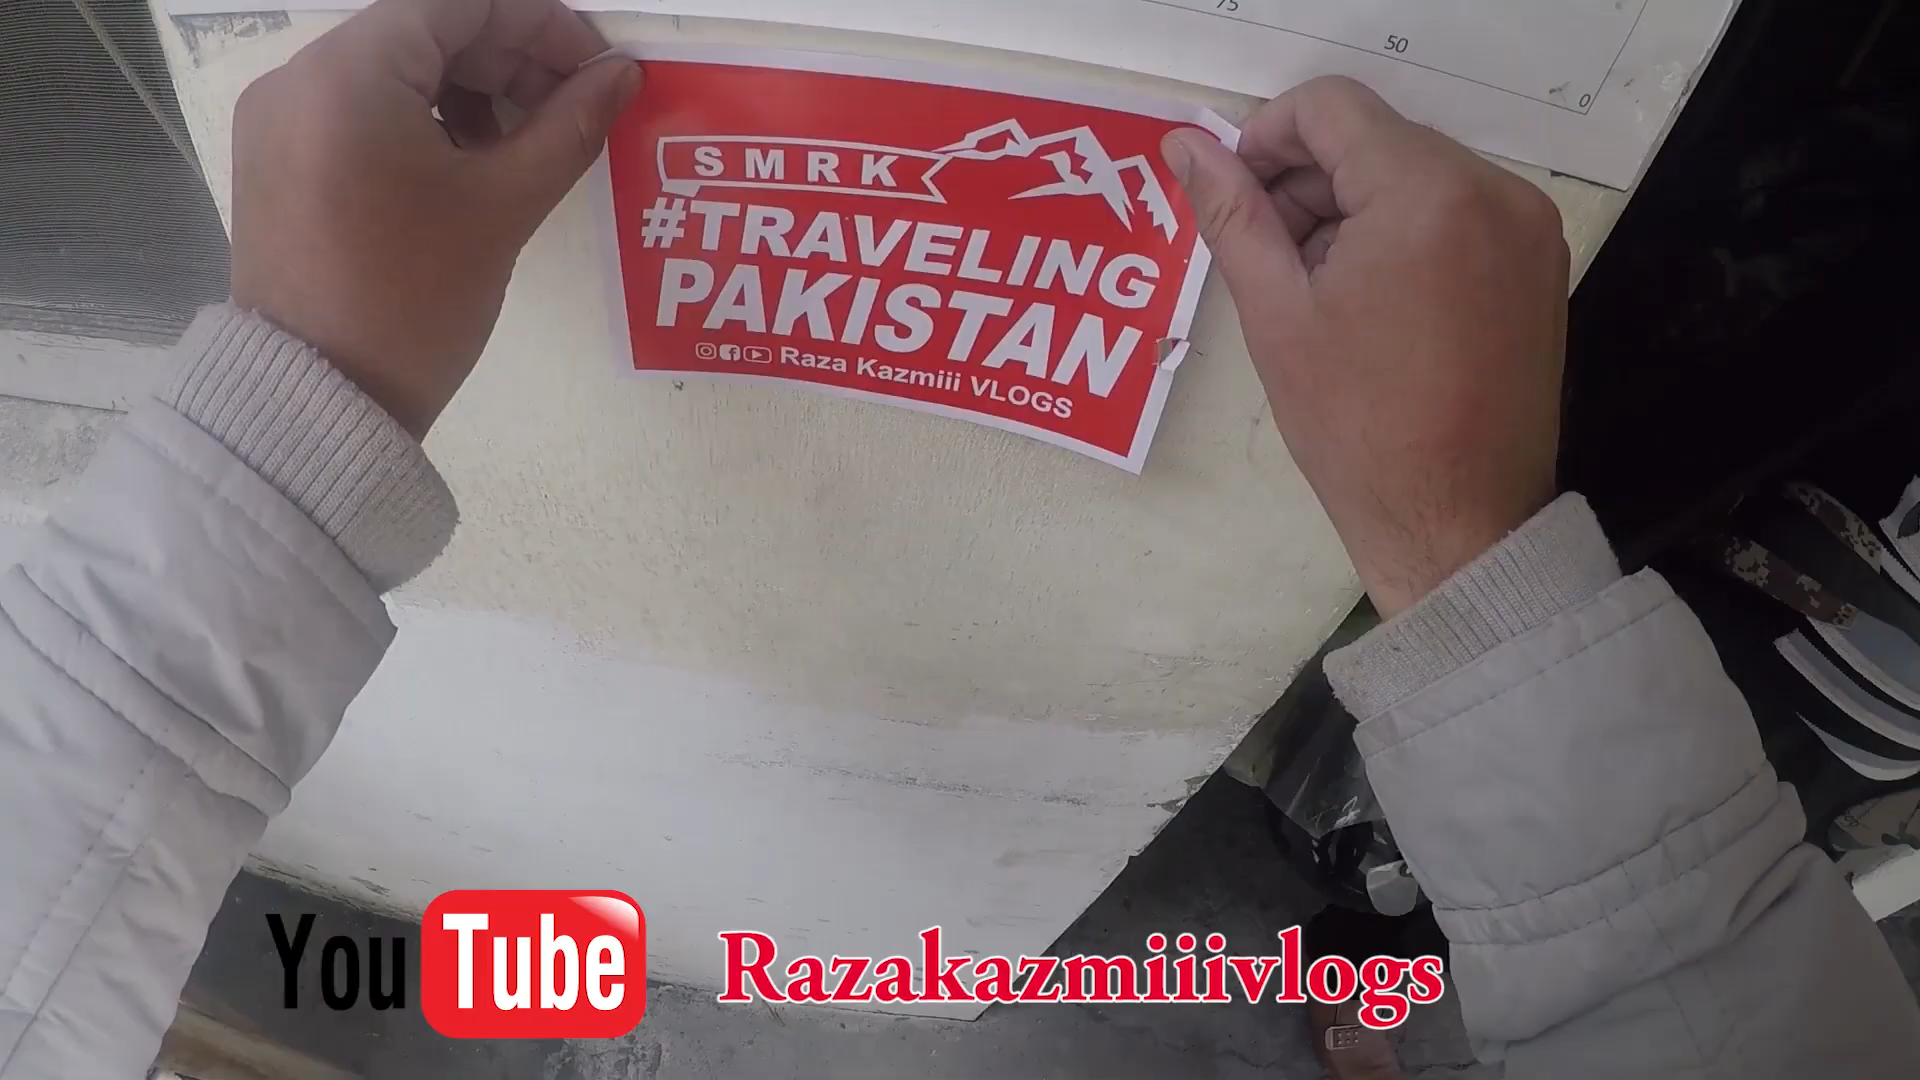 75
50
0
SMRK
#TRAVELING
PAKISTAN
Raza Kazmiii VLOGS
YouTube Razakazmiiivlogs